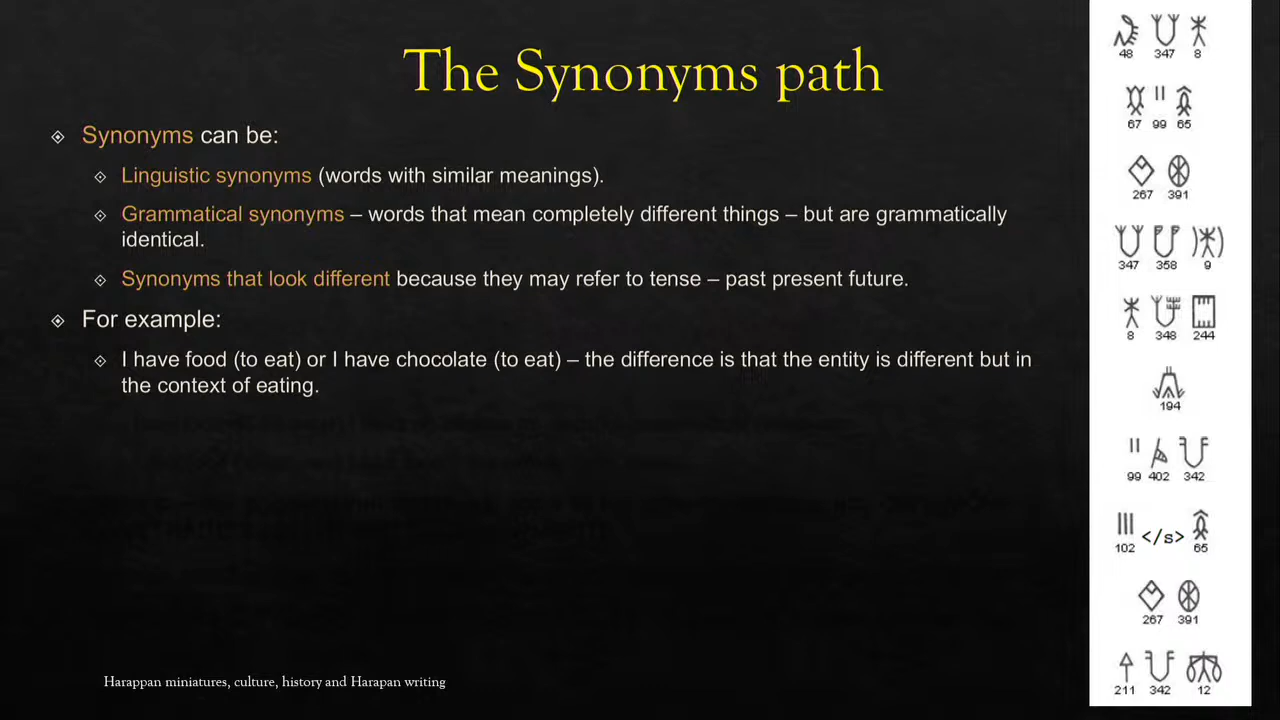 The Synonyms path
Synonyms can be:
Linguistic synonyms (words with similar meanings).
Grammatical synonyms – words that mean completely different things – but are grammatically
identical.
Synonyms that look different because they may refer to tense – past present future.
For example:
I have food (to eat) or I have chocolate (to eat) – the difference is that the entity is different but in
the context of eating.
Harappan miniatures, culture, history and Harapan writing
48 347 8
67 99 65
267 391
347 358 9
8 348 244
194
99 402 342
</s>
102 65
267 391
211 342 12